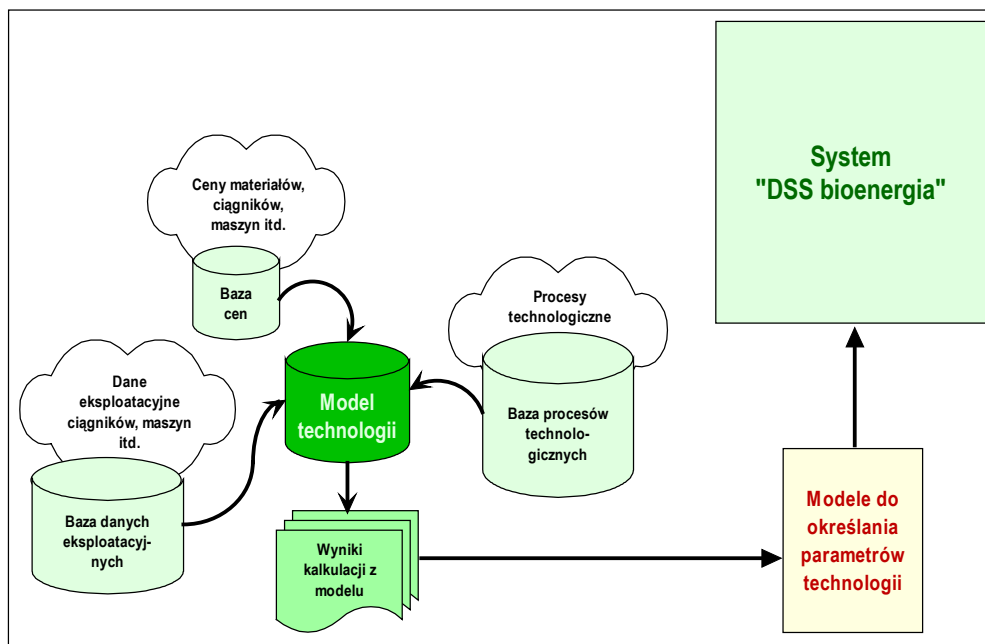 System
"DSS bioenergia"
Ceny materiałów,
ciągników,
maszyn itd.
Baza
cen
Procesy
technologiczne
Dane
eksploatacyjne
ciągników, maszyn
itd.
Model
technologii
Baza procesów
technolo-
gicznych
Baza danych
eksploatacyj-
nych
Wyniki
kalkulacji z
modelu
Modele do
określania
parametrów
technologii